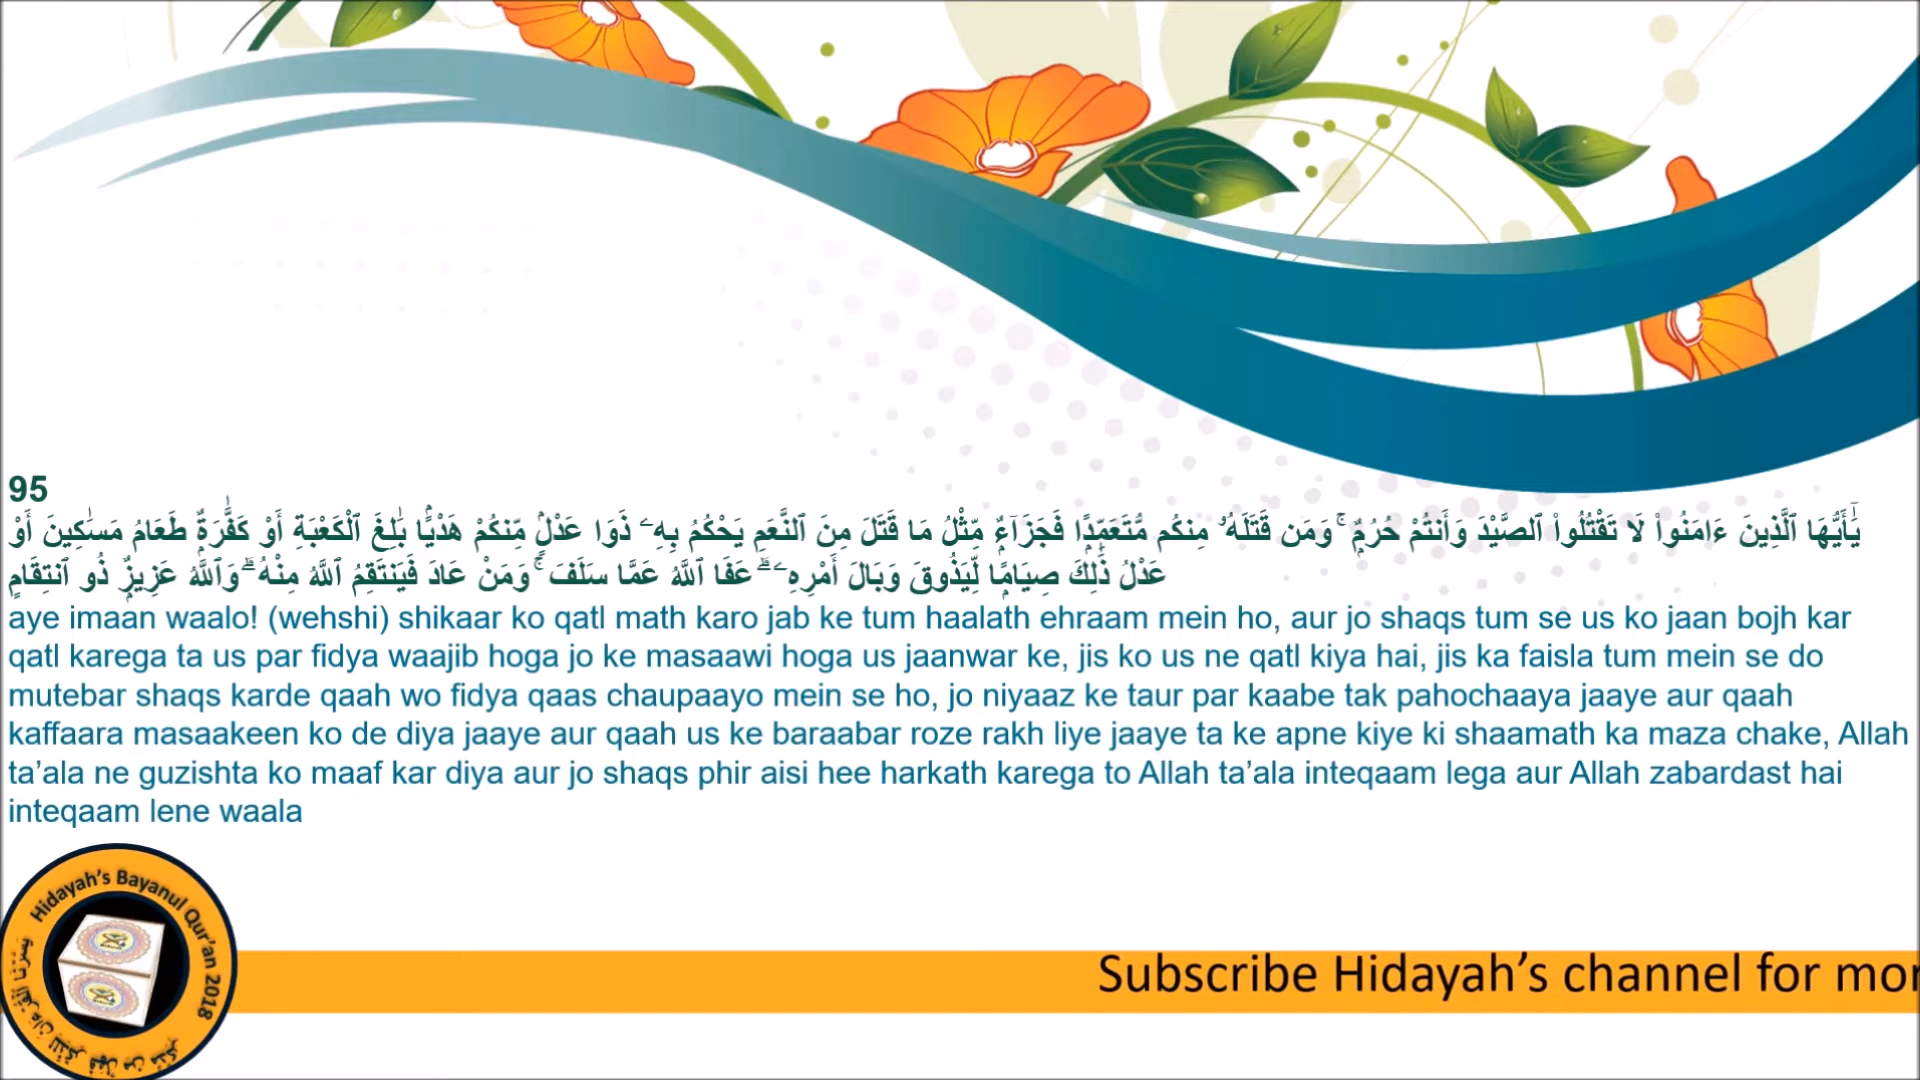 95
يَٰٓأَيُّهَا ٱلَّذِينَ ءَامَنُوا۟ لَا تَقْتُلُوا۟ ٱلصَّيْدَ وَأَنتُمْ حُرُمٌۭ ۚ وَمَن قَتَلَهُۥ مِنكُم مُّتَعَمِّدًۭا فَجَزَآءٌۭ مِّثْلُ مَا قَتَلَ مِنَ ٱلنَّعَمِ يَحْكُمُ بِهِۦ ذَوَا عَدْلٍۢ مِّنكُمْ هَدْيًۢا بَٰلِغَ ٱلْكَعْبَةِ أَوْ كَفَّٰرَةٌۭ طَعَامُ مَسَٰكِينَ أَوْ
عَدْلُ ذَٰلِكَ صِيَامًۭا لِّيَذُوقَ وَبَالَ أَمْرِهِۦ ۗ عَفَا ٱللَّهُ عَمَّا سَلَفَ ۚ وَمَنْ عَادَ فَيَنتَقِمُ ٱللَّهُ مِنْهُ ۗ وَٱللَّهُ عَزِيزٌۭ ذُو ٱنتِقَامٍ
aye imaan waalo! (wehshi) shikaar ko qatl math karo jab ke tum haalath ehraam mein ho, aur jo shaqs tum se us ko jaan bojh kar
qatl karega ta us par fidya waajib hoga jo ke masaawi hoga us jaanwar ke, jis ko us ne qatl kiya hai, jis ka faisla tum mein se do
mutebar shaqs karde qaah wo fidya qaas chaupaayo mein se ho, jo niyaaz ke taur par kaabe tak pahochaaya jaaye aur qaah
kaffaara masaakeen ko de diya jaaye aur qaah us ke baraabar roze rakh liye jaaye ta ke apne kiye ki shaamath ka maza chake, Allah
ta’ala ne guzishta ko maaf kar diya aur jo shaqs phir aisi hee harkath karega to Allah ta’ala inteqaam lega aur Allah zabardast hai
inteqaam lene waala
Hidayah’s Bayanul Qur’an 2018
Subscribe Hidayah’s channel for mor